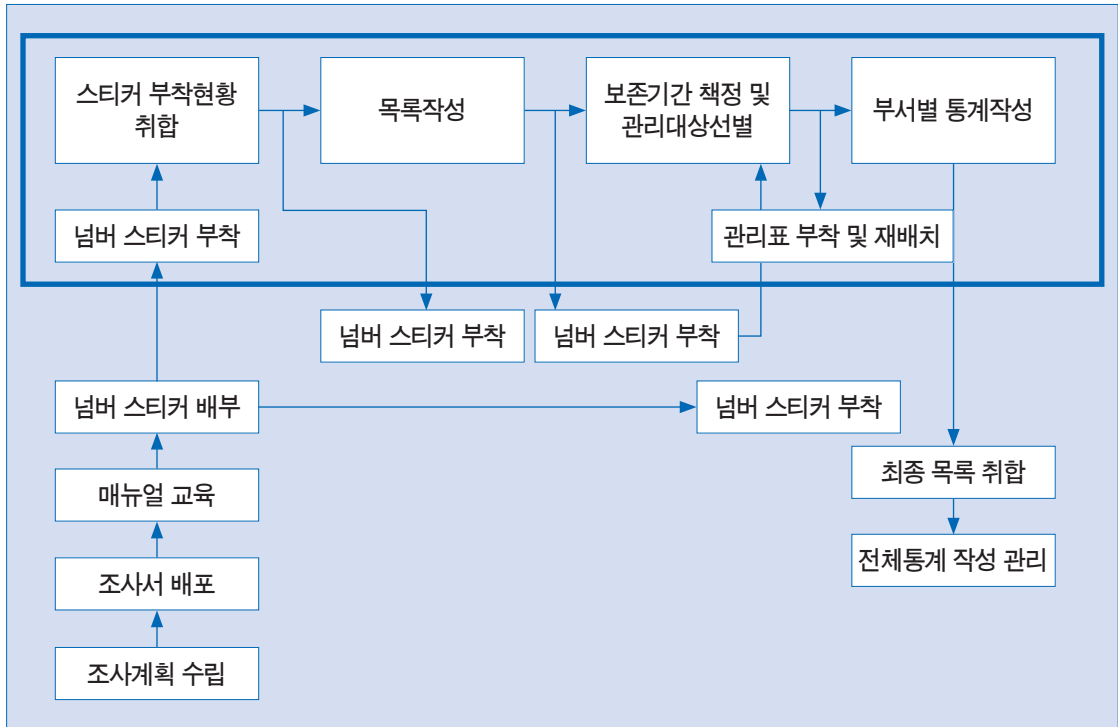 스티커 부착현황
취합
목록작성
보존기간 책정 및
관리대상선별
부서별 통계작성
넘버 스티커 부착
관리표 부착 및 재배치
넘버 스티커 부착
넘버 스티커 부착
넘버 스티커 배부
넘버 스티커 부착
최종 목록 취합
매뉴얼 교육
전체통계 작성 관리
조사서 배포
조사계획 수립